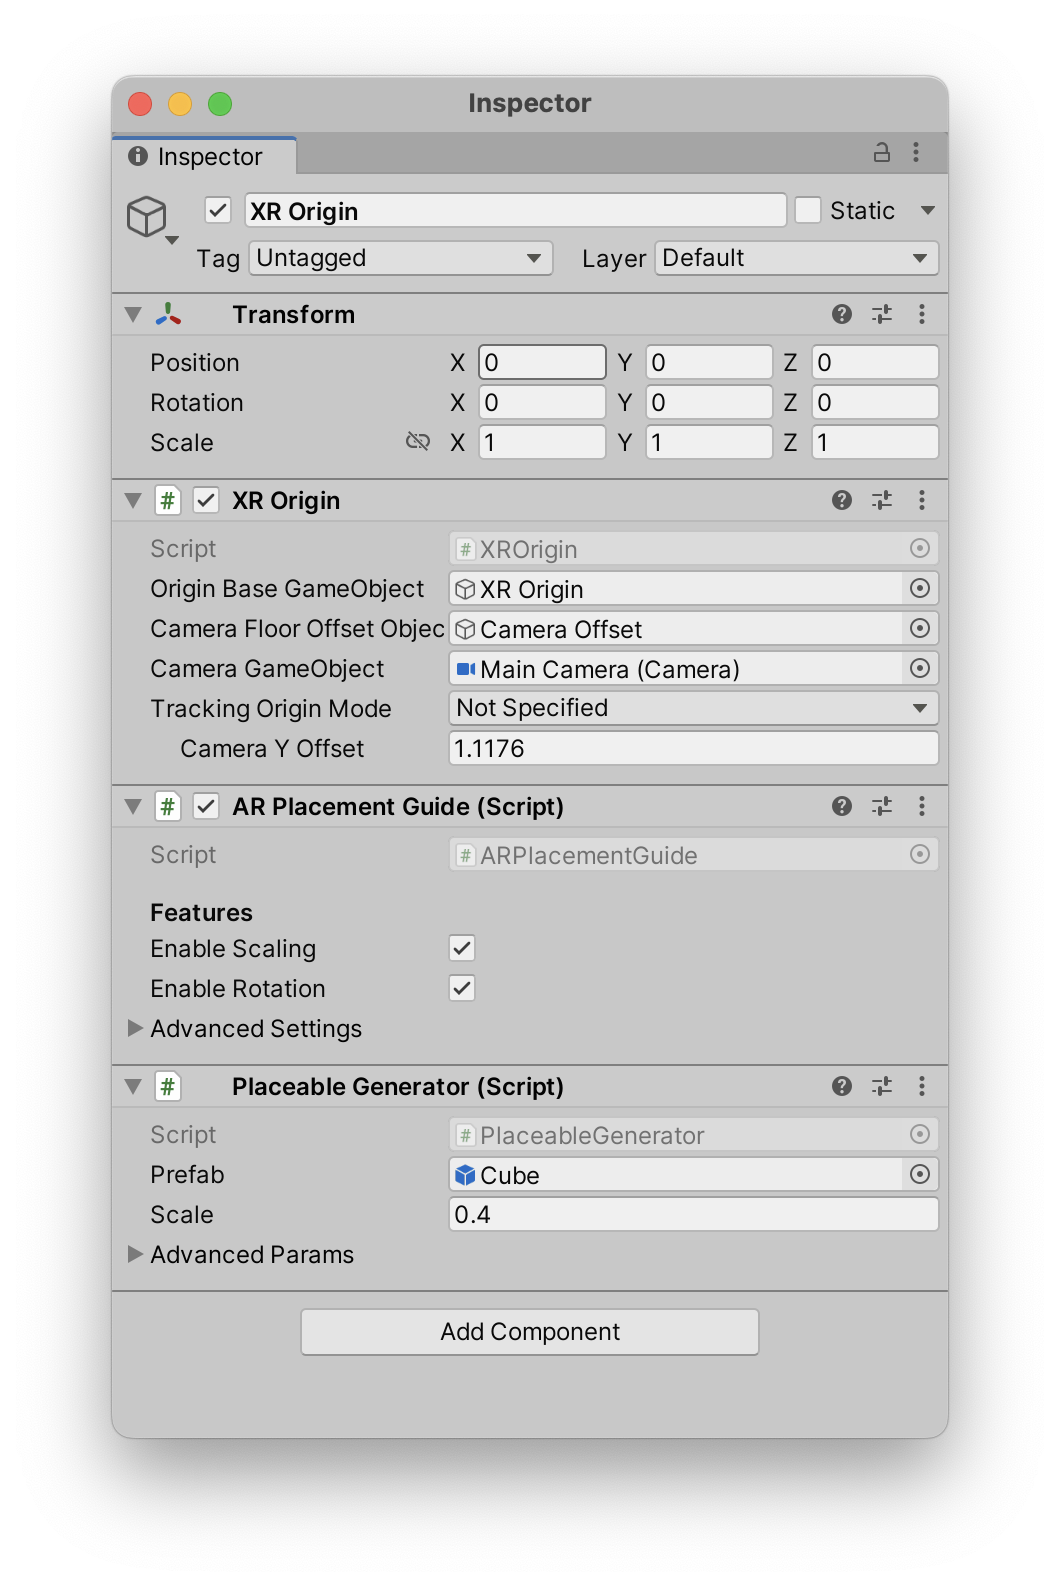 Inspector
Inspector
XR Origin Static
Tag Untagged Layer Default
Transform
Position X 0 Y 0 Z 0
Rotation X 0 Y 0 Z 0
Scale X 1 Y 1 Z 1
# XR Origin
Script # XROrigin
Origin Base GameObject XR Origin
Camera Floor Offset Objec Camera Offset
Camera GameObject Main Camera (Camera)
Tracking Origin Mode Not Specified
Camera Y Offset 1.1176
# AR Placement Guide (Script)
Script # ARPlacementGuide
Features
Enable Scaling
Enable Rotation
Advanced Settings
# Placeable Generator (Script)
Script # PlaceableGenerator
Prefab Cube
Scale 0.4
Advanced Params
Add Component